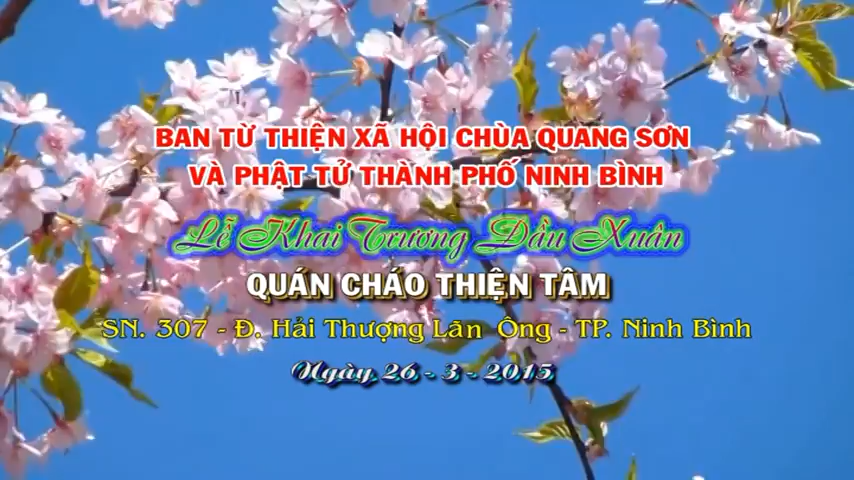 BAN TỪ THIỆN XÃ HỘI CHÙA QUANG SƠN
VÀ PHẬT TỬ THÀNH PHỐ NINH BÌNH
Lễ Khai Trương Đầu Xuân
QUÁN CHÁO THIỆN TÂM
SN. 307 - Đ. Hải Thượng Lãn Ông - TP. Ninh Bình
Ngày 26 - 3 - 2015